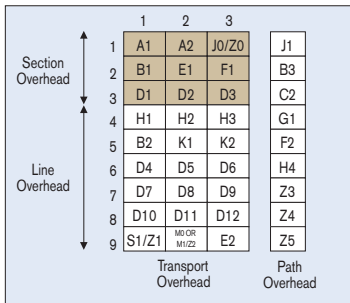 1 2 3
1 A1 A2 J0/Z0 J1
Section Overhead
2 B1 E1 F1 B3
3 D1 D2 D3 C2
4 H1 H2 H3 G1
5 B2 K1 K2 F2
Line Overhead
6 D4 D5 D6 H4
7 D7 D8 D9 Z3
8 D10 D11 D12 Z4
9 S1/Z1 M0 OR M1/Z2 E2 Z5
Transport Overhead
Path Overhead